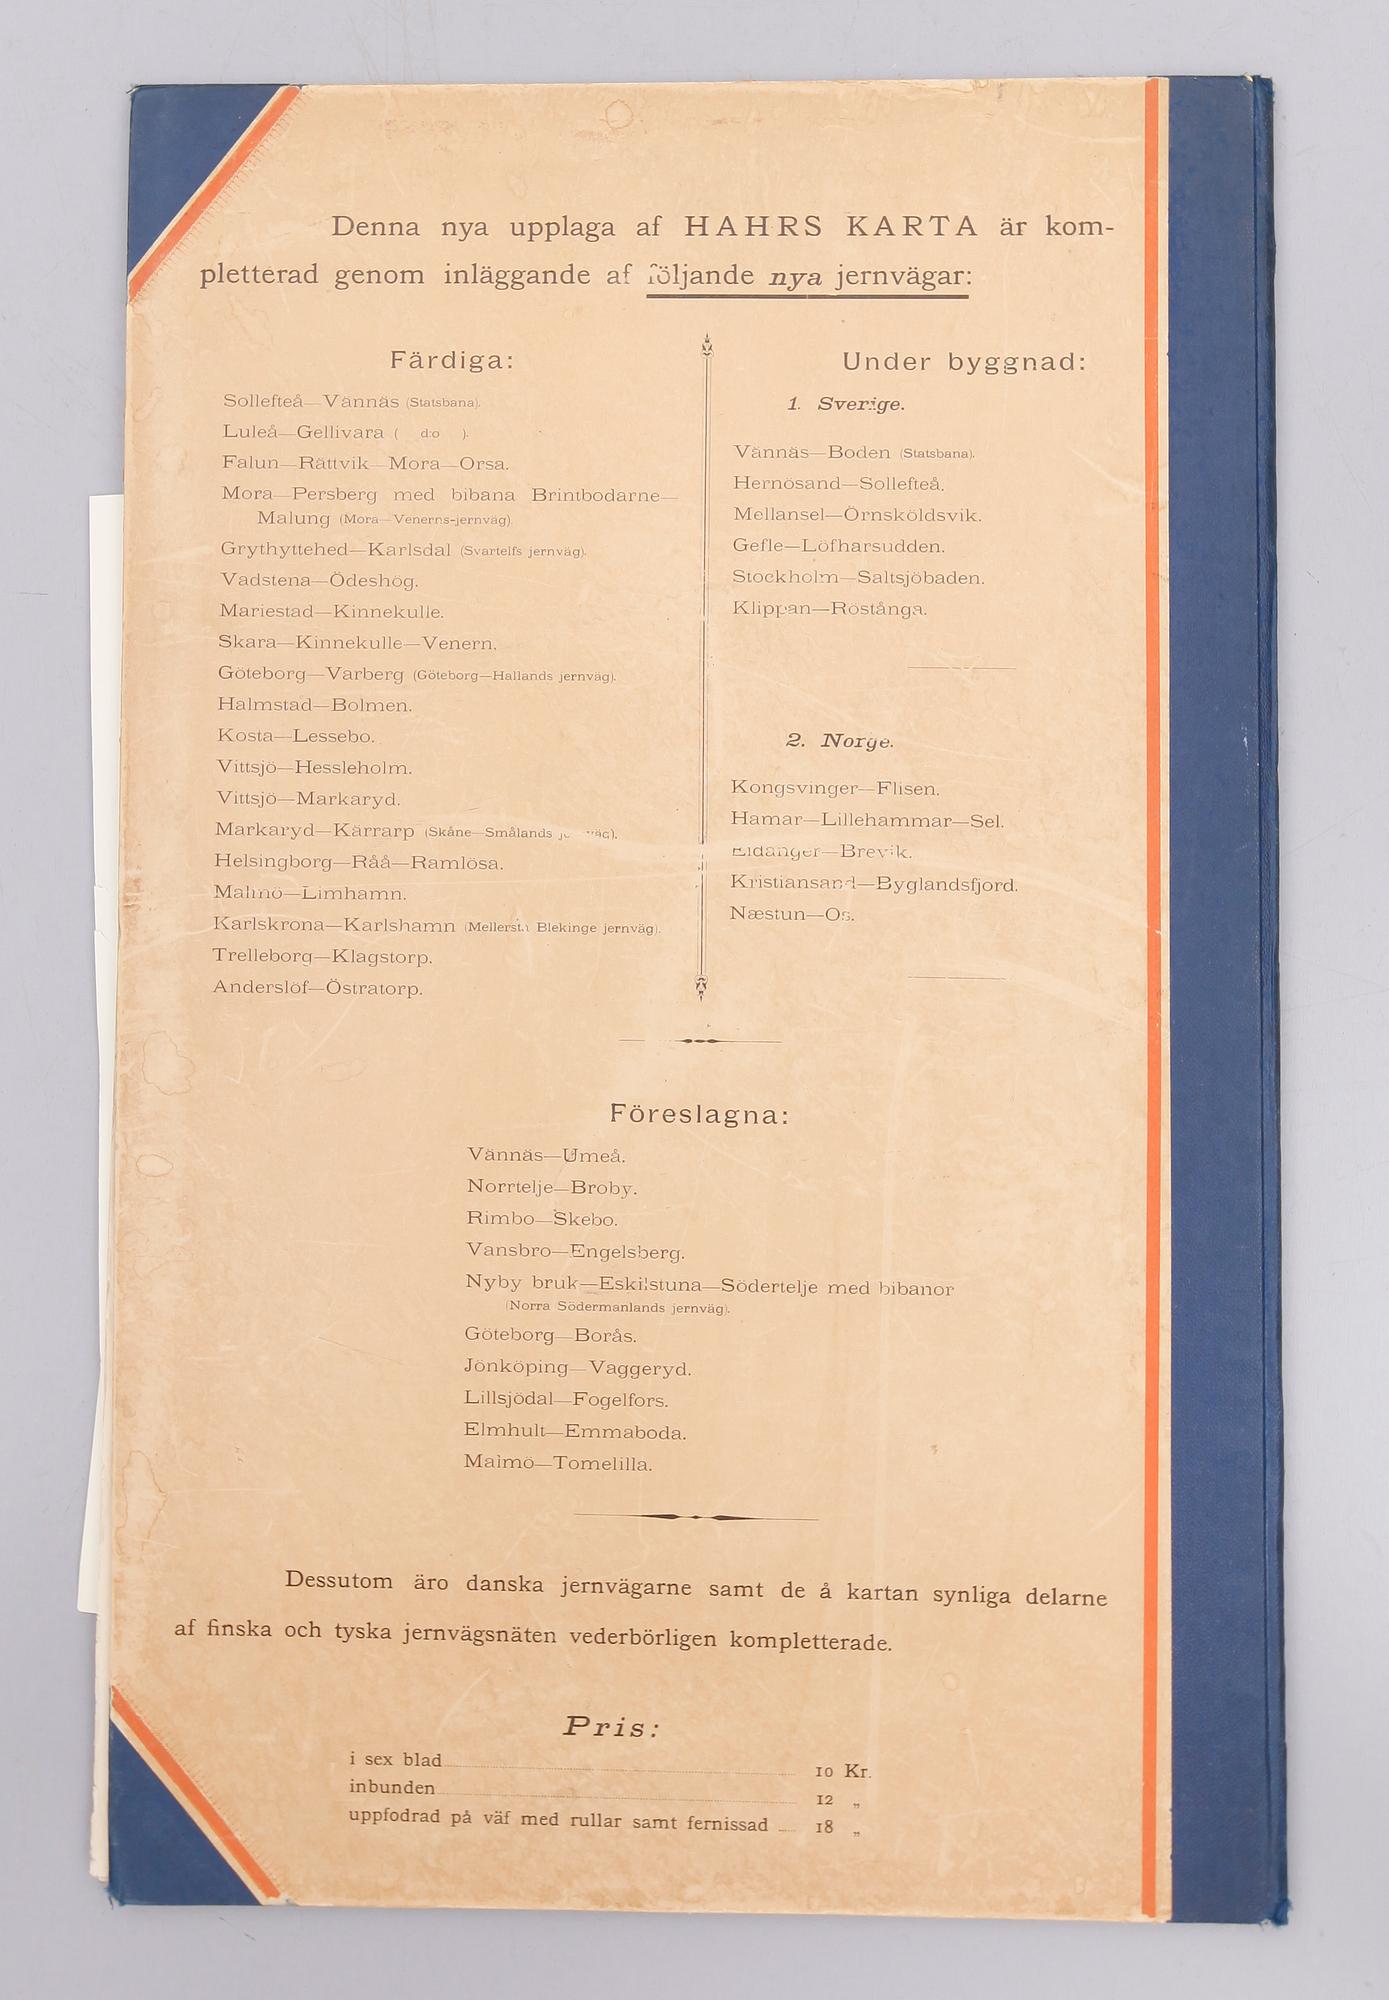 Denna nya upplaga af HAHRS KARTA är kom-
pletterad genom inläggande af följande nya jernvägar:
Färdiga:
Sollefteå—Vännäs (Statsbana).
Luleå—Gellivara ( d:o ).
Falun—Rättvik—Mora—Orsa.
Mora—Persberg med bibana Brintbodarne—
Malung (Mora—Venerns-jernväg).
Grythyttehed—Karlsdal (Svartelfs jernväg).
Vadstena—Ödeshög.
Mariestad—Kinnekulle.
Skara—Kinnekulle—Venern.
Göteborg—Varberg (Göteborg—Hallands jernväg).
Halmstad—Bolmen.
Kosta—Lessebo.
Vittsjö—Hessleholm.
Vittsjö—Markaryd.
Markaryd—Kärrarp (Skåne—Smålands jernväg).
Helsingborg—Råå—Ramlösa.
Malmö—Limhamn.
Karlskrona—Karlshamn (Mellersta Blekinge jernväg).
Trelleborg—Klagstorp.
Anderslöf—Östratorp.
Under byggnad:
1. Sverige.
Vännäs—Boden (Statsbana).
Hernösand—Sollefteå.
Mellansel—Örnsköldsvik.
Gefle—Löfharsudden.
Stockholm—Saltsjöbaden.
Klippan—Röstånga.
2. Norge.
Kongsvinger—Flisen.
Hamar—Lillehammar—Sel.
Eidanger—Brevik.
Kristiansand—Byglandsfjord.
Næstun—Os.
Föreslagna:
Vännäs—Umeå.
Norrtelje—Broby.
Rimbo—Skebo.
Vansbro—Engelsberg.
Nyby bruk—Eskilstuna—Södertelje med bibanor
(Norra Södermanlands jernväg).
Göteborg—Borås.
Jönköping—Vaggeryd.
Lillsjödal—Fogelfors.
Elmhult—Emmaboda.
Malmö—Tomelilla.
Dessutom äro danska jernvägarne samt de å kartan synliga delarne
af finska och tyska jernvägsnäten vederbörligen kompletterade.
Pris:
i sex blad 10 Kr.
inbunden 12 „
uppfodrad på väf med rullar samt fernissad 18 „